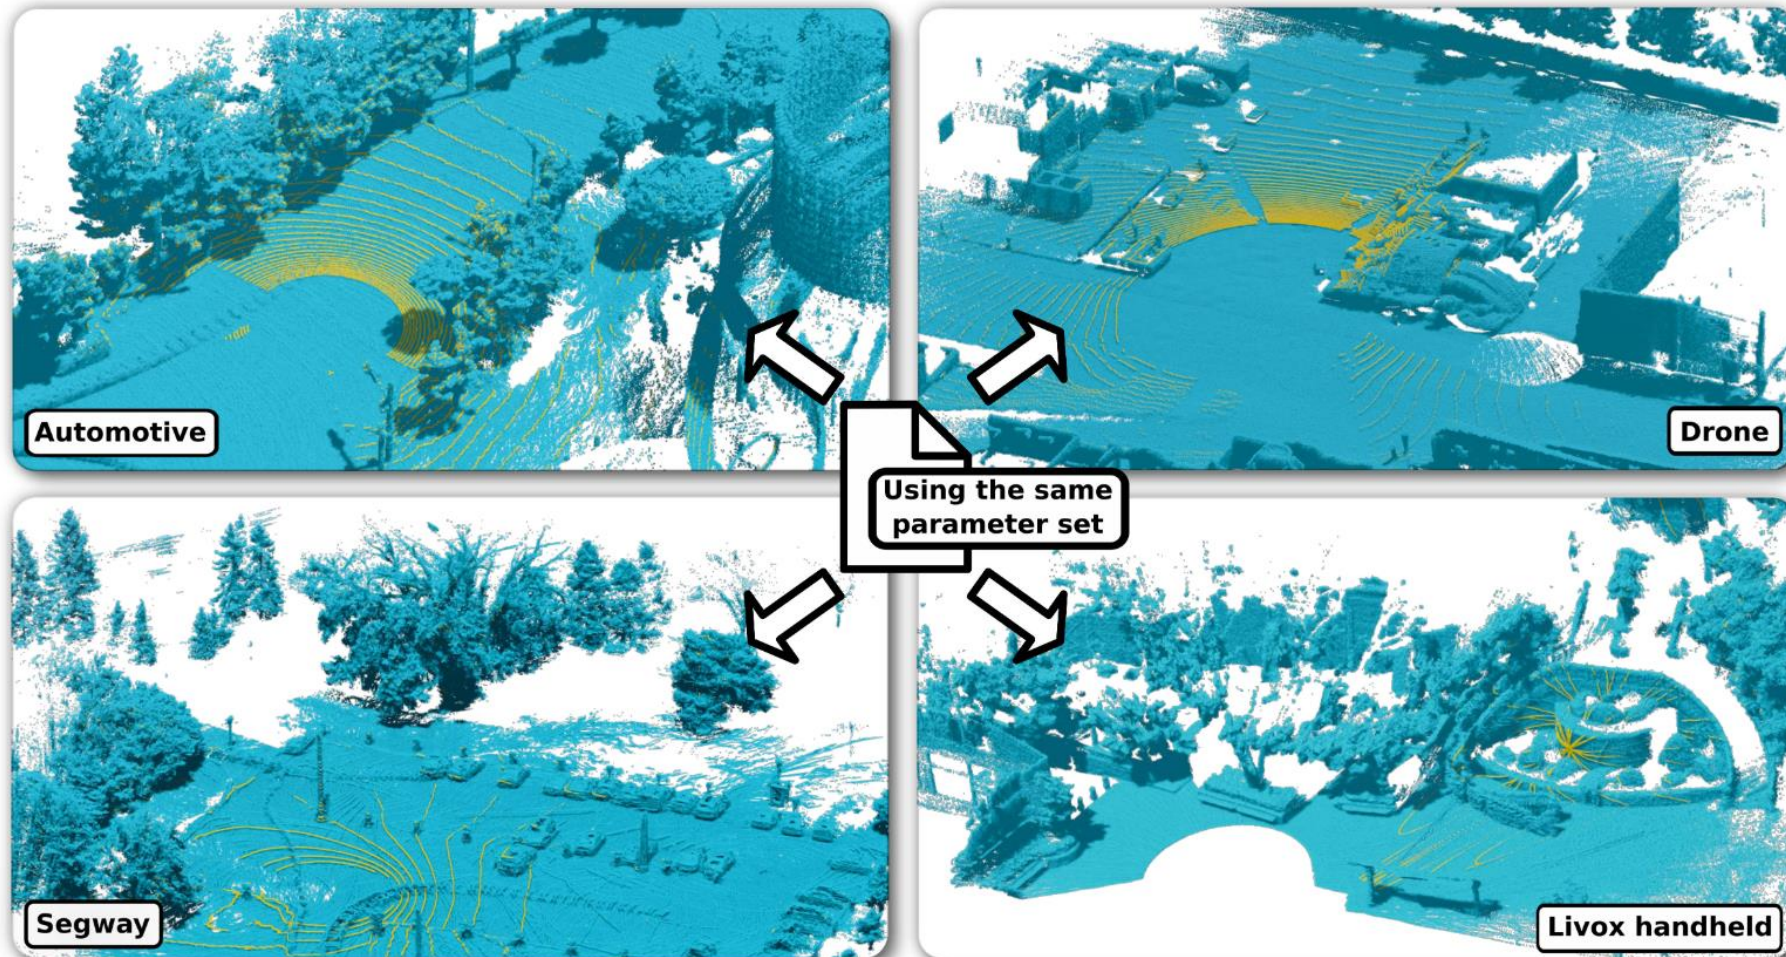 Automotive
Drone
Using the same
parameter set
Segway
Livox handheld